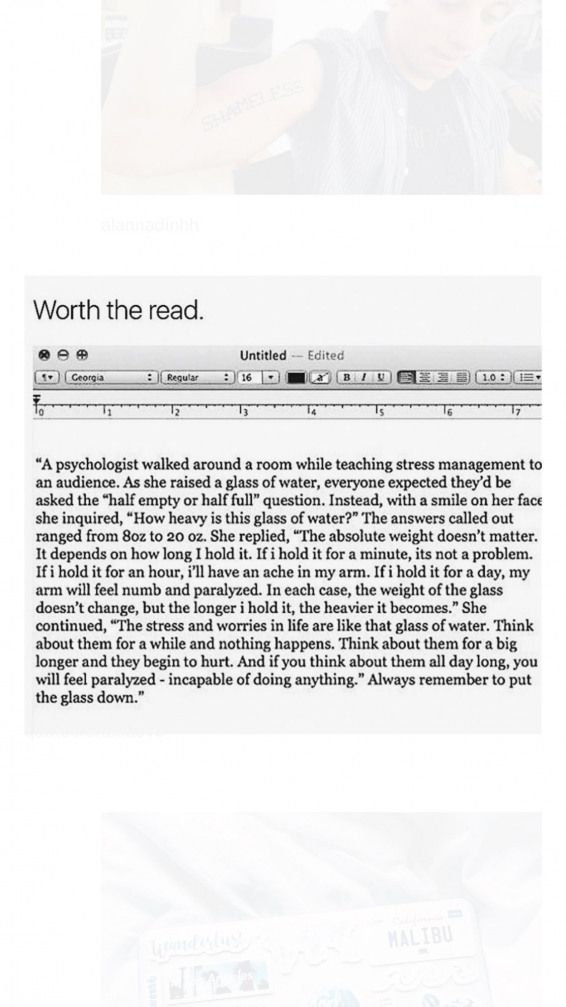 SHAMELESS
alannadinhh
Worth the read.
Untitled — Edited
Georgia Regular 16 B I U 1.0
0 1 2 3 4 5 6 7
“A psychologist walked around a room while teaching stress management to
an audience. As she raised a glass of water, everyone expected they’d be
asked the “half empty or half full” question. Instead, with a smile on her face
she inquired, “How heavy is this glass of water?” The answers called out
ranged from 8oz to 20 oz. She replied, “The absolute weight doesn’t matter.
It depends on how long I hold it. If i hold it for a minute, its not a problem.
If i hold it for an hour, i’ll have an ache in my arm. If i hold it for a day, my
arm will feel numb and paralyzed. In each case, the weight of the glass
doesn’t change, but the longer i hold it, the heavier it becomes.” She
continued, “The stress and worries in life are like that glass of water. Think
about them for a while and nothing happens. Think about them for a big
longer and they begin to hurt. And if you think about them all day long, you
will feel paralyzed - incapable of doing anything.” Always remember to put
the glass down.”
Wanderlust
California
MALIBU